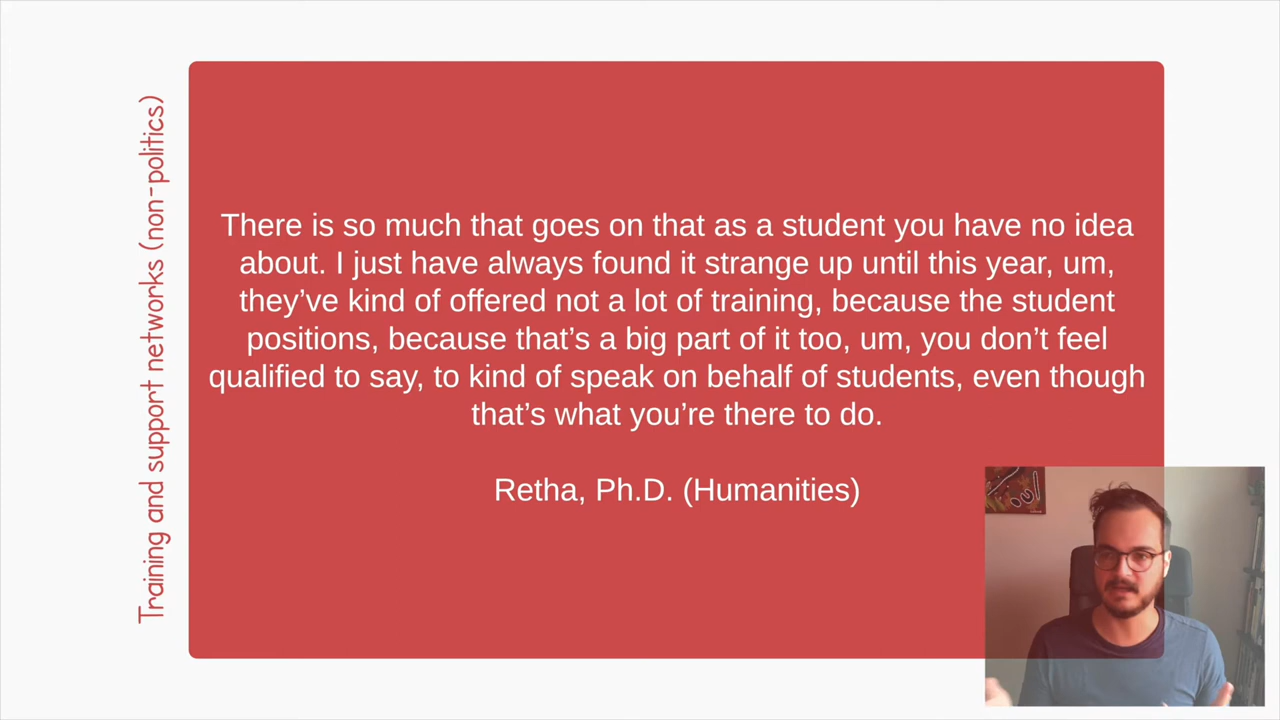 Training and support networks (non-politics)
There is so much that goes on that as a student you have no idea
about. I just have always found it strange up until this year, um,
they’ve kind of offered not a lot of training, because the student
positions, because that’s a big part of it too, um, you don’t feel
qualified to say, to kind of speak on behalf of students, even though
that’s what you’re there to do.
Retha, Ph.D. (Humanities)